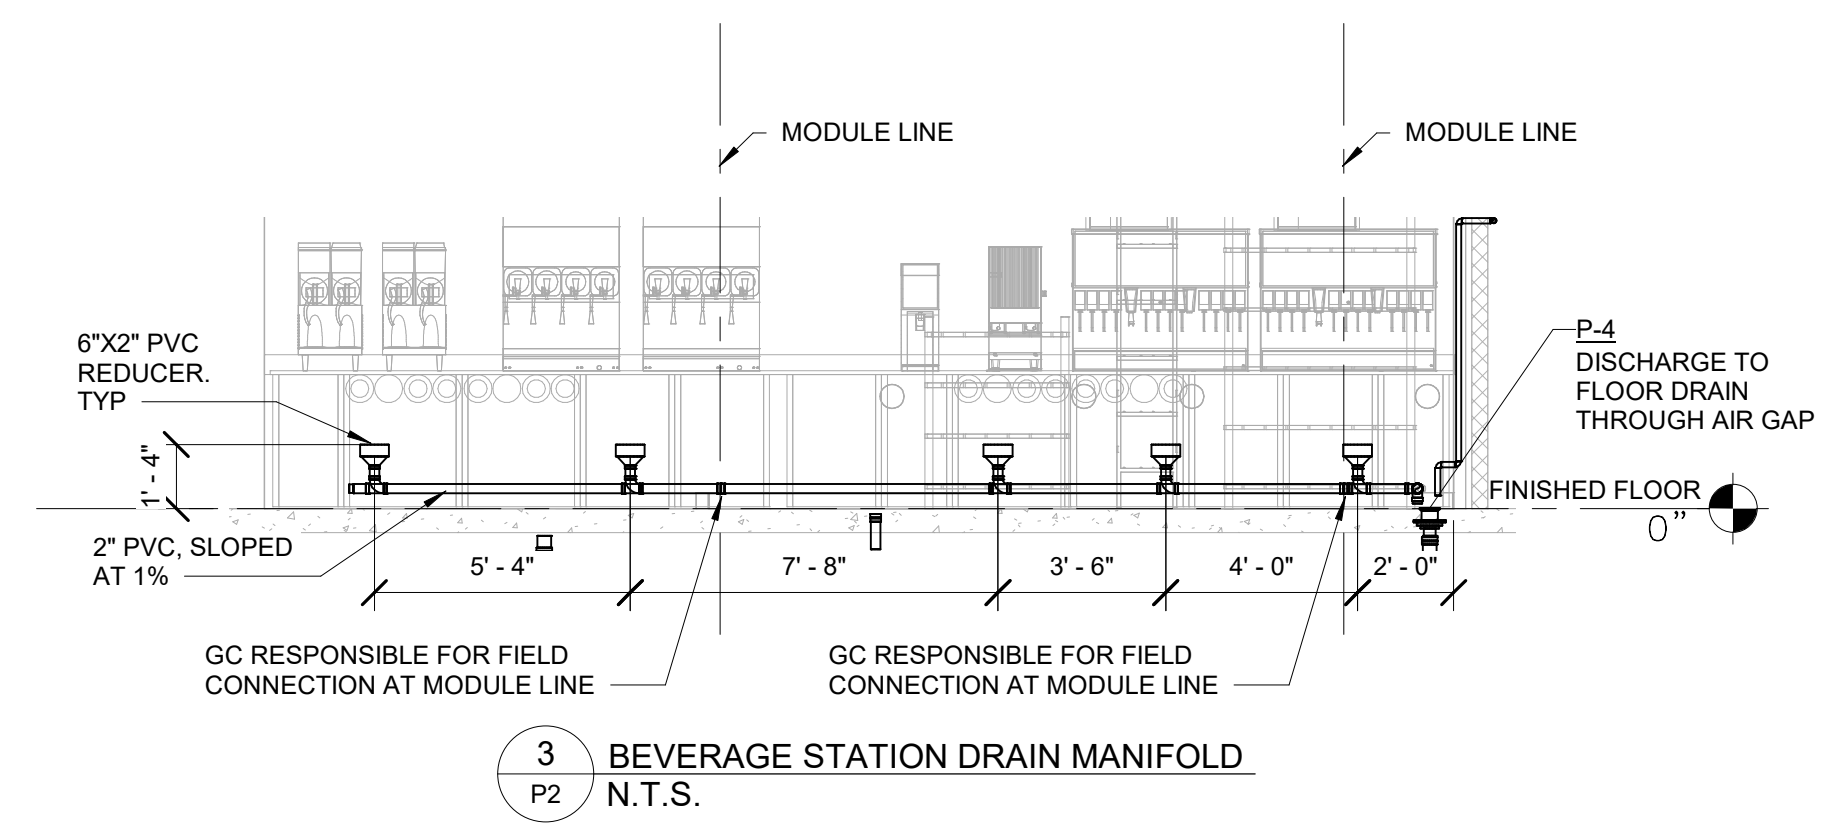 MODULE LINE
MODULE LINE
6"X2" PVC
REDUCER.
TYP
P-4
DISCHARGE TO
FLOOR DRAIN
THROUGH AIR GAP
1' - 4"
FINISHED FLOOR
0"
2" PVC, SLOPED
AT 1%
5' - 4"
7' - 8"
3' - 6"
4' - 0"
2' - 0"
GC RESPONSIBLE FOR FIELD
CONNECTION AT MODULE LINE
GC RESPONSIBLE FOR FIELD
CONNECTION AT MODULE LINE
3
P2
BEVERAGE STATION DRAIN MANIFOLD
N.T.S.